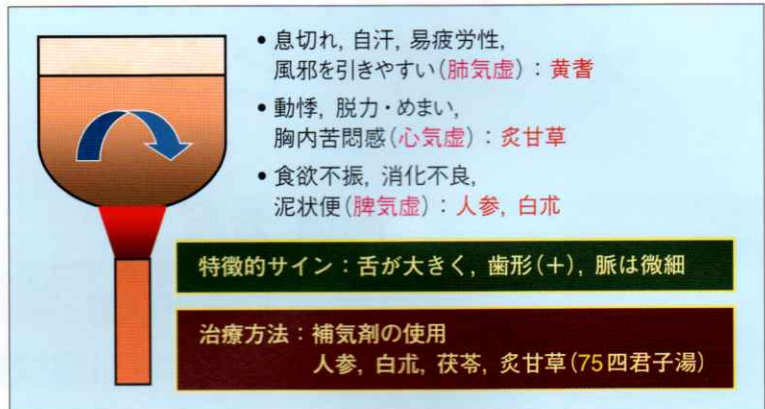 • 息切れ, 自汗, 易疲労性,
風邪を引きやすい(肺気虚)：黄耆
• 動悸, 脱力・めまい,
胸内苦悶感(心気虚)：炙甘草
• 食欲不振, 消化不良,
泥状便(脾気虚)：人参, 白朮
特徴的サイン：舌が大きく, 歯形(＋), 脈は微細
治療方法：補気剤の使用
人参, 白朮, 茯苓, 炙甘草(75四君子湯)